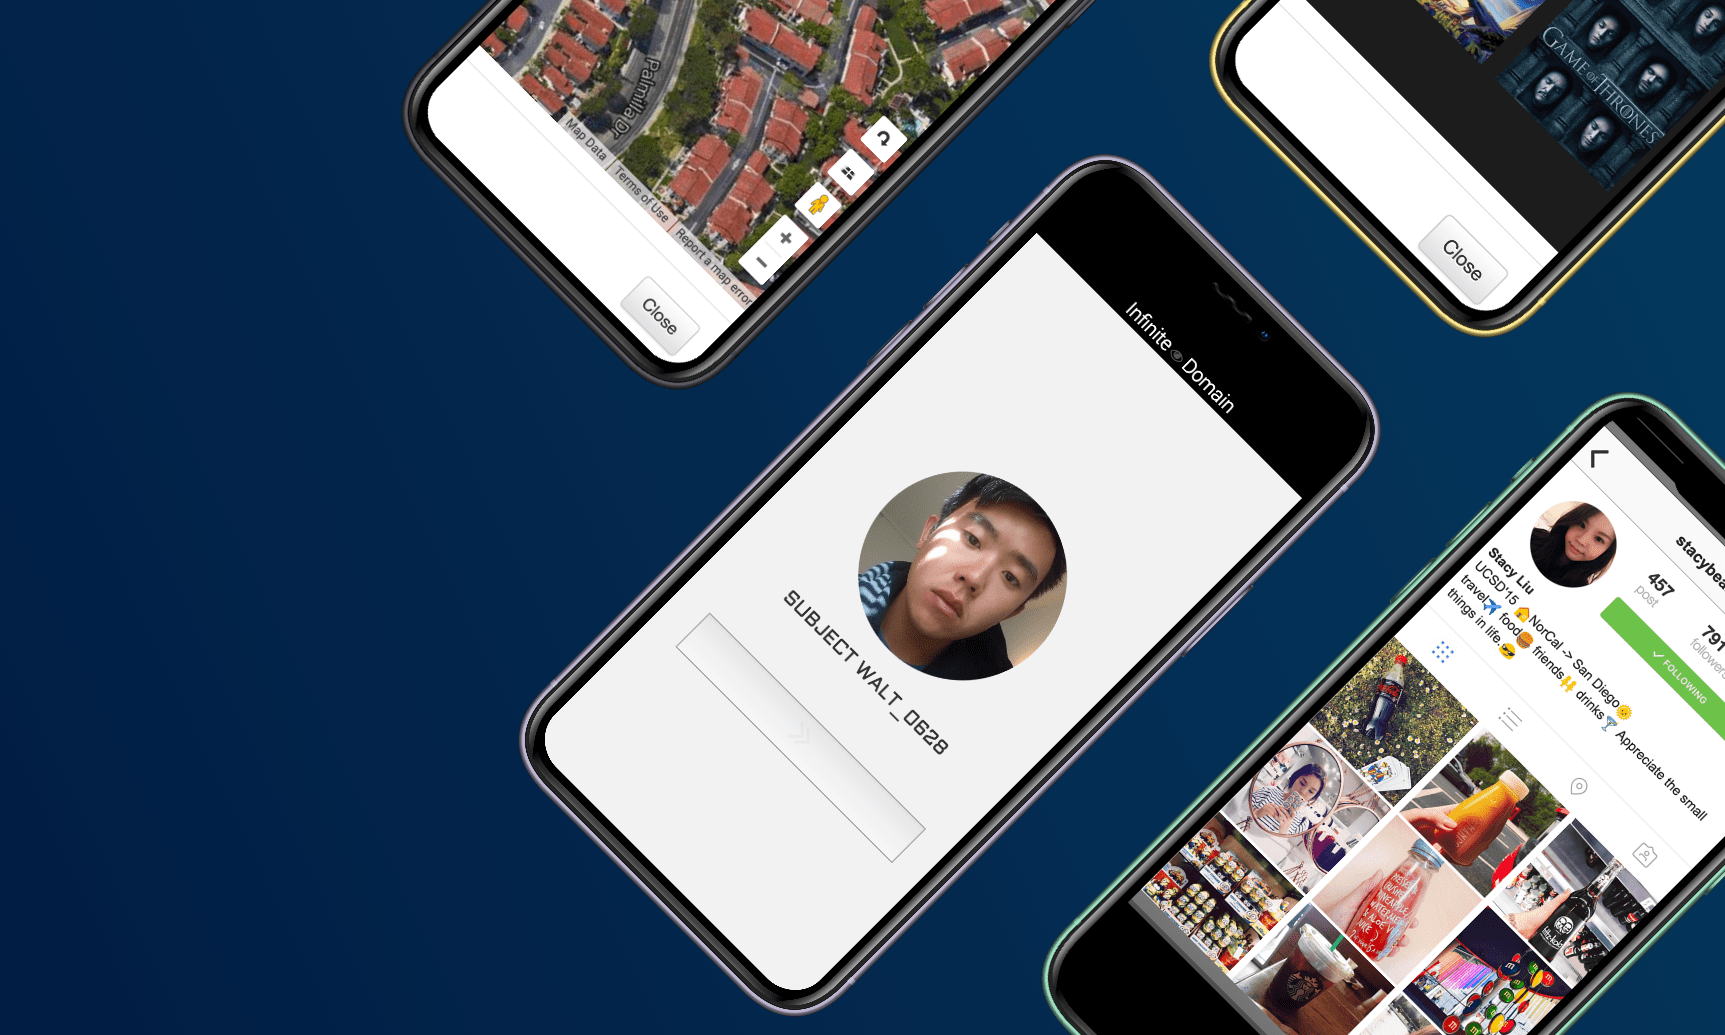 Palmilla Dr
Map Data
Terms of Use
Report a map error
Close
GAME OF THRONES
Close
Infinite Domain
SUBJECT WALT_0628
stacybea
457
post
791
followers
✓ FOLLOWING
Stacy Liu
UCSD'15 🏠NorCal -> San Diego🌞
travel✈️ food🍔 friends🙌 drinks🍸 Appreciate the small
things in life 😎